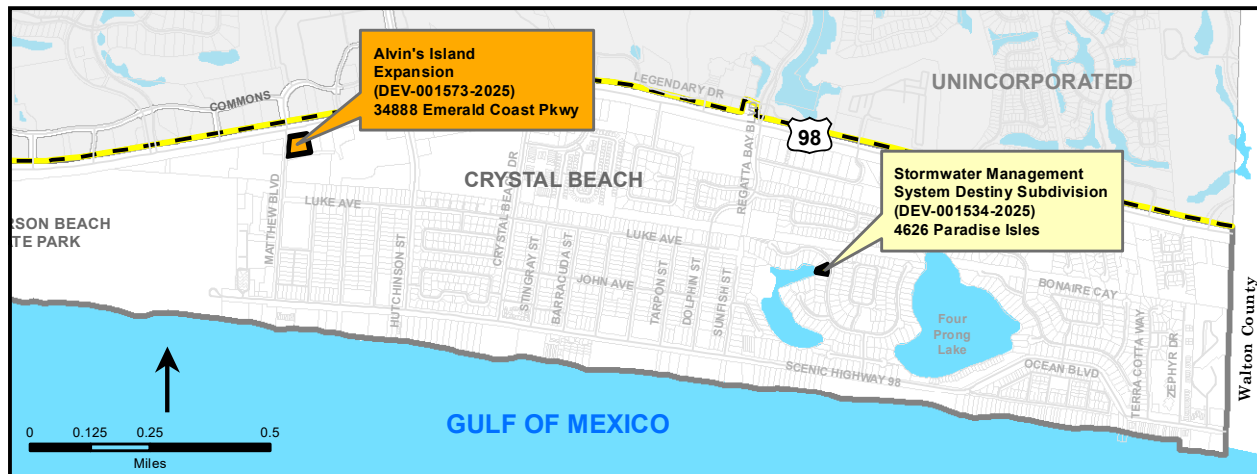 Alvin's Island
Expansion
(DEV-001573-2025)
34888 Emerald Coast Pkwy
COMMONS
LEGENDARY DR
UNINCORPORATED
98
REGATTA BAY BLVD
CRYSTAL BEACH
Stormwater Management
System Destiny Subdivision
(DEV-001534-2025)
4626 Paradise Isles
RSON BEACH
TE PARK
MATTHEW BLVD
LUKE AVE
HUTCHINSON ST
CRYSTAL BEACH DR
STINGRAY ST
BARRACUDA ST
JOHN AVE
LUKE AVE
TARPON ST
DOLPHIN ST
SUNFISH ST
BONAIRE CAY
Four
Prong
Lake
SCENIC HIGHWAY 98
OCEAN BLVD
TERRA COTTA WAY
ZEPHYR DR
Walton County
GULF OF MEXICO
0 0.125 0.25 0.5
Miles